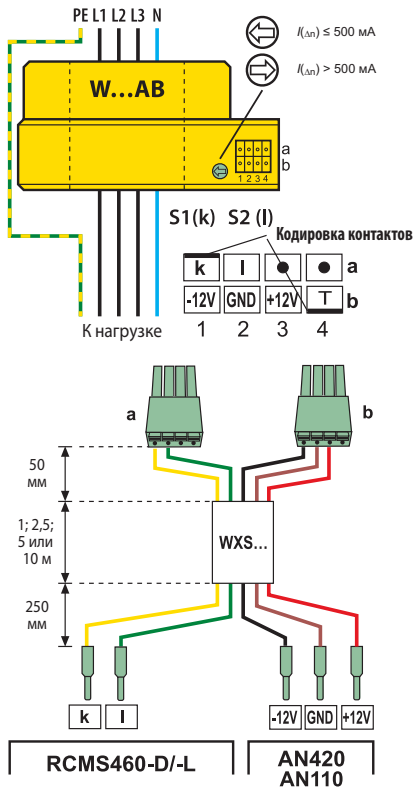 PE L1 L2 L3 N
I(Δn) ≤ 500 мА
I(Δn) > 500 мА
W...AB
a
b
1 2 3 4
S1(k) S2 (l)
Кодировка контактов
k l a
-12V GND +12V T b
1 2 3 4
К нагрузке
a
b
50
мм
1; 2,5;
5 или
10 м
WXS...
250
мм
k l
-12V GND +12V
RCMS460-D/-L
AN420
AN110